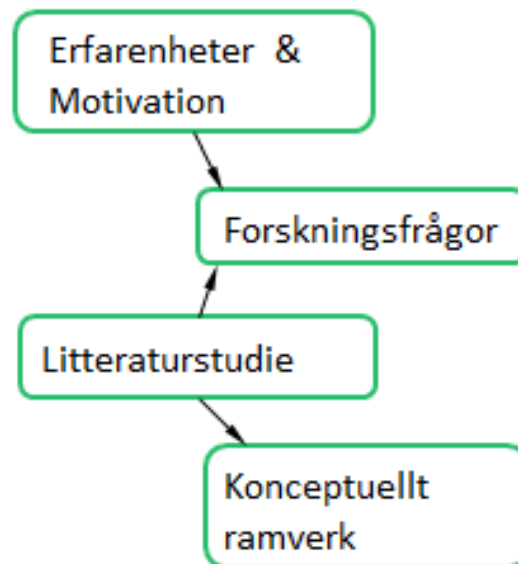 Erfarenheter &
Motivation
Forskningsfrågor
Litteraturstudie
Konceptuellt
ramverk